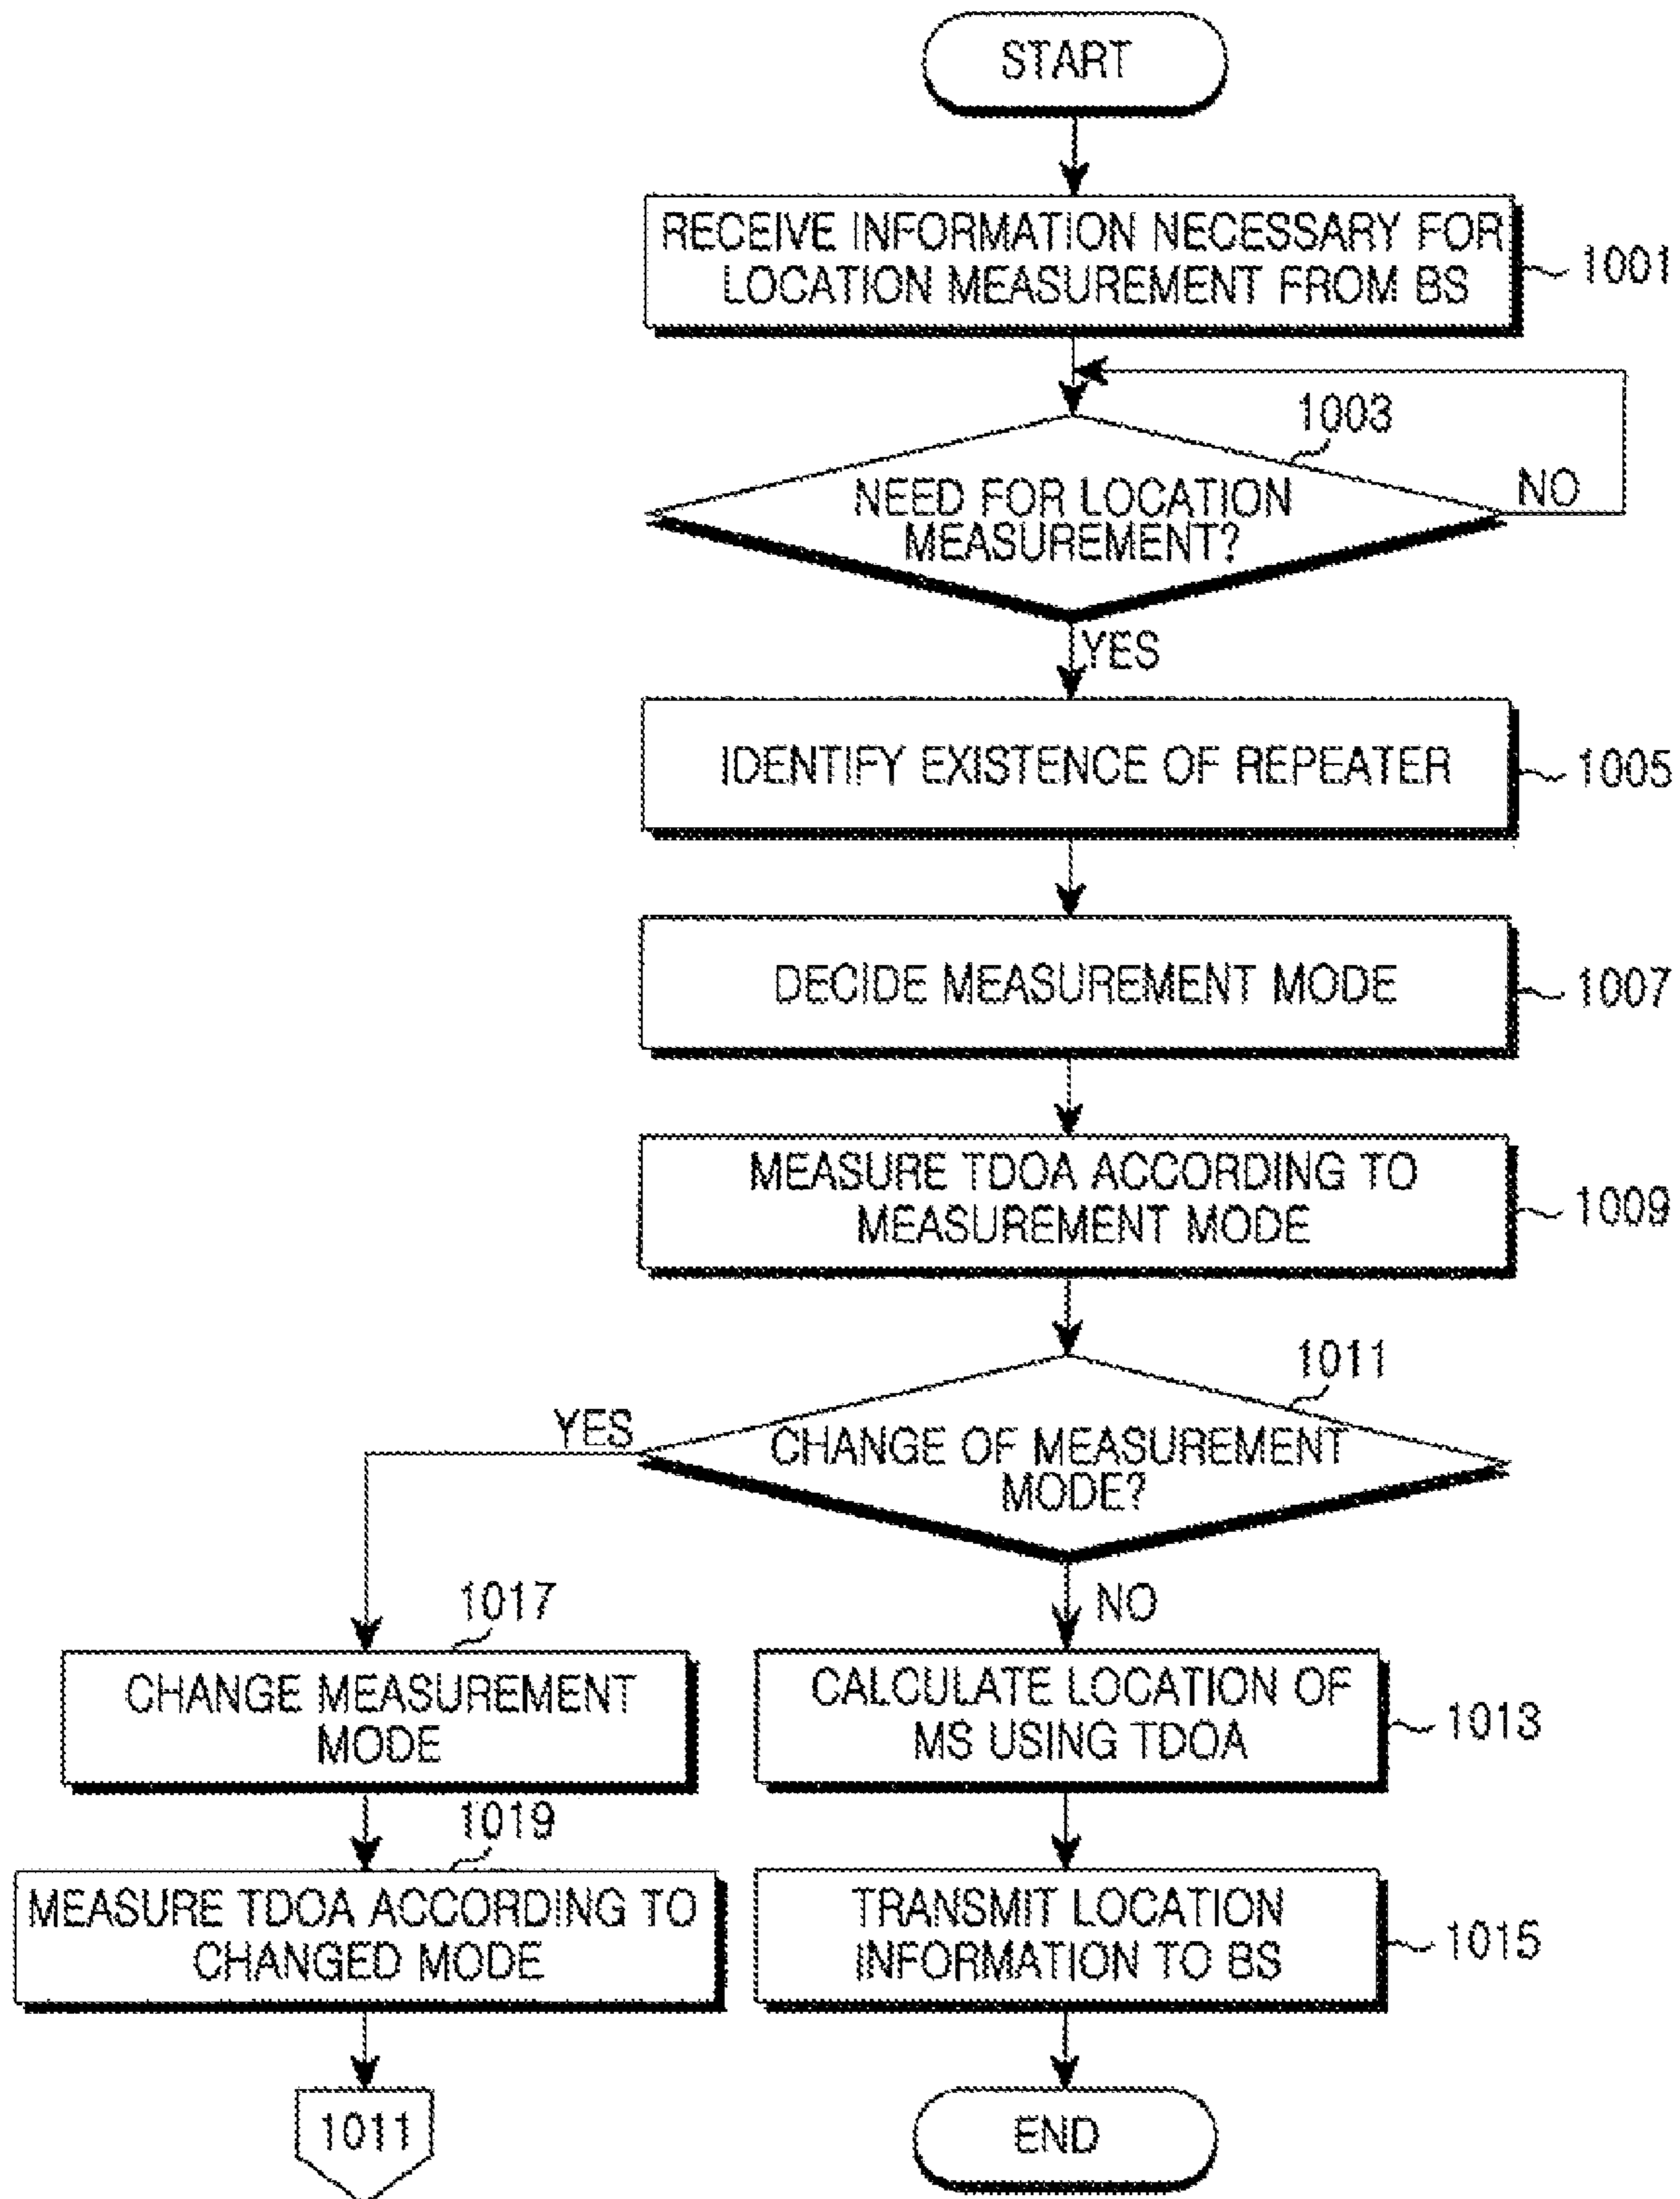 START
RECEIVE INFORMATION NECESSARY FOR
LOCATION MEASUREMENT FROM BS
1001
1003
NEED FOR LOCATION
MEASUREMENT?
NO
YES
IDENTIFY EXISTENCE OF REPEATER
1005
DECIDE MEASUREMENT MODE
1007
MEASURE TDOA ACCORDING TO
MEASUREMENT MODE
1009
1011
YES
CHANGE OF MEASUREMENT
MODE?
NO
1017
CHANGE MEASUREMENT
MODE
CALCULATE LOCATION OF
MS USING TDOA
1013
1019
MEASURE TDOA ACCORDING TO
CHANGED MODE
TRANSMIT LOCATION
INFORMATION TO BS
1015
1011
END